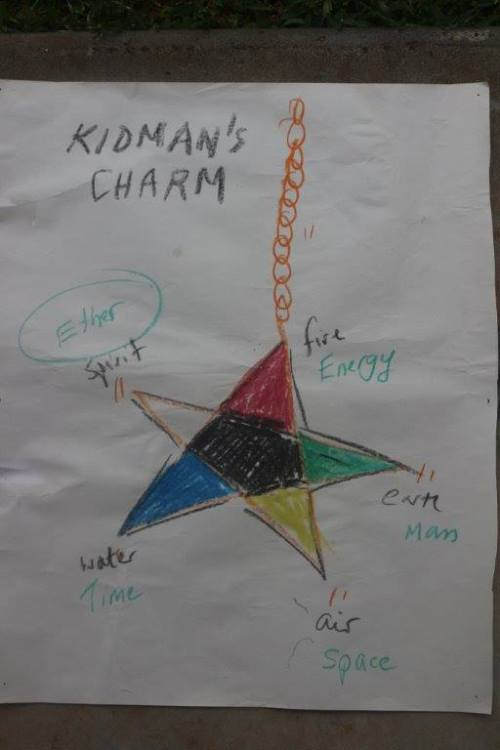 KIDMAN'S
CHARM
Ether
spirit
fire
Energy
earth
Mass
water
Time
air
Space